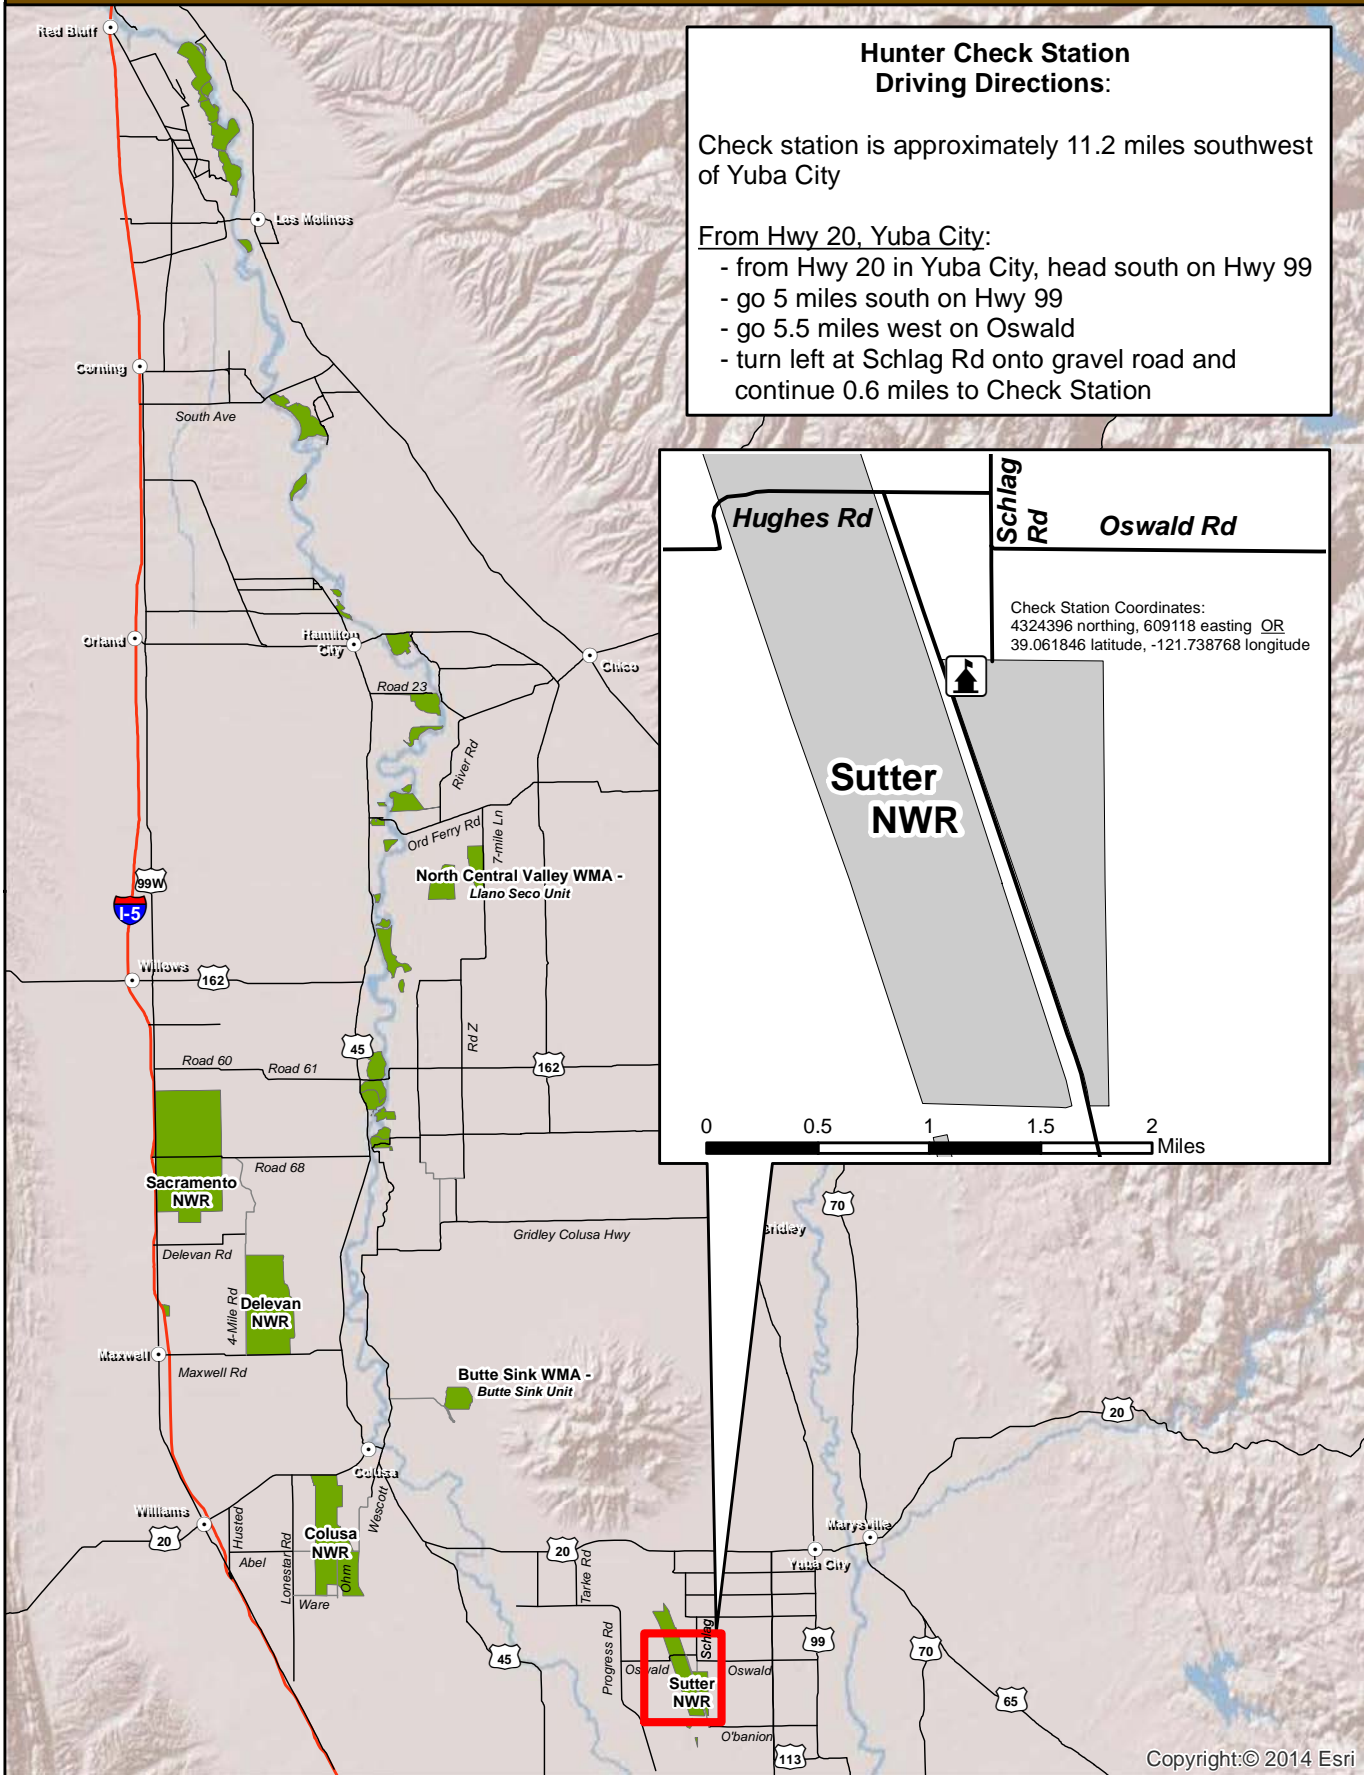 Hunter Check Station
Driving Directions:
Check station is approximately 11.2 miles southwest
of Yuba City
From Hwy 20, Yuba City:
- from Hwy 20 in Yuba City, head south on Hwy 99
- go 5 miles south on Hwy 99
- go 5.5 miles west on Oswald
- turn left at Schlag Rd onto gravel road and
continue 0.6 miles to Check Station
Red Bluff
Los Molinos
Corning
South Ave
Hughes Rd
Schlag
Rd
Oswald Rd
Check Station Coordinates:
4324396 northing, 609118 easting OR
39.061846 latitude, -121.738768 longitude
Sutter
NWR
0 0.5 1 1.5 2
Miles
Orland
Hamilton
City
Chico
Road 23
River Rd
Ord Ferry Rd
7-mile Ln
North Central Valley WMA -
Llano Seco Unit
99W
I-5
Willows
162
45
Rd Z
Road 60
Road 61
162
Road 68
Sacramento
NWR
70
Gridley
Gridley Colusa Hwy
Delevan Rd
4-Mile Rd
Delevan
NWR
Maxwell
Maxwell Rd
Butte Sink WMA -
Butte Sink Unit
20
Colusa
Wescott
Williams
20
Husted
Abel
Lonestar Rd
Colusa
NWR
Ohm
Ware
20
Tarke Rd
Marysville
Yuba City
Progress Rd
Schlag
99
70
45
Oswald
Oswald
Sutter
NWR
65
O'banion
113
Copyright:© 2014 Esri